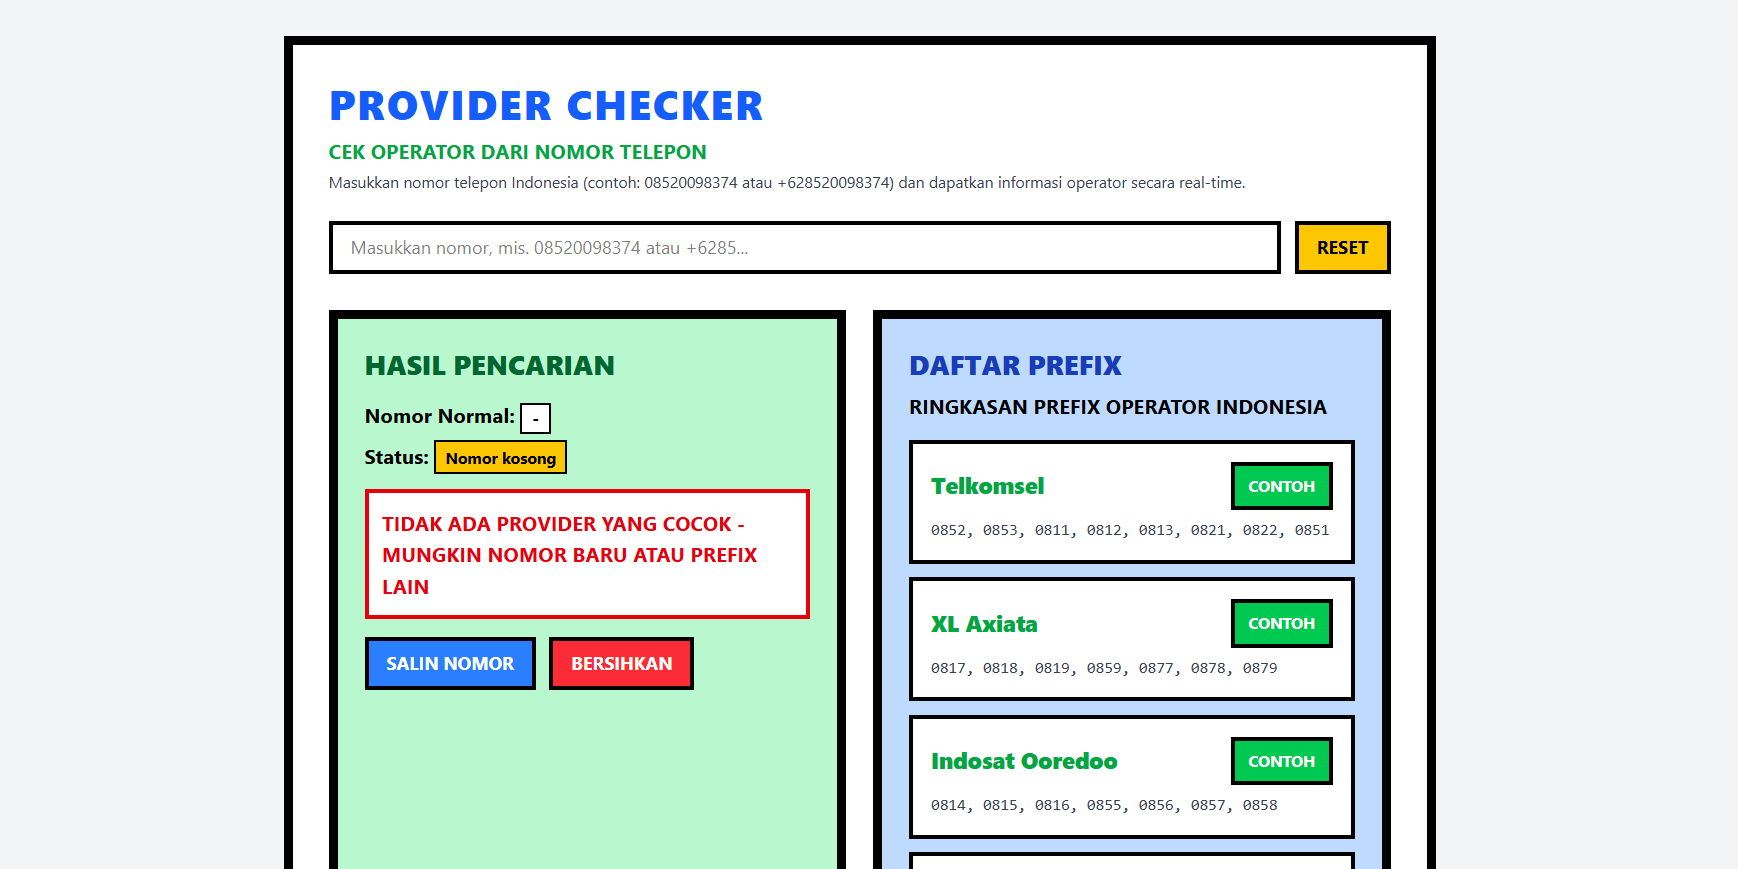 PROVIDER CHECKER
CEK OPERATOR DARI NOMOR TELEPON
Masukkan nomor telepon Indonesia (contoh: 08520098374 atau +628520098374) dan dapatkan informasi operator secara real-time.
Masukkan nomor, mis. 08520098374 atau +6285...
RESET
HASIL PENCARIAN
Nomor Normal: -
Status: Nomor kosong
TIDAK ADA PROVIDER YANG COCOK -
MUNGKIN NOMOR BARU ATAU PREFIX
LAIN
SALIN NOMOR
BERSIHKAN
DAFTAR PREFIX
RINGKASAN PREFIX OPERATOR INDONESIA
Telkomsel
CONTOH
0852, 0853, 0811, 0812, 0813, 0821, 0822, 0851
XL Axiata
CONTOH
0817, 0818, 0819, 0859, 0877, 0878, 0879
Indosat Ooredoo
CONTOH
0814, 0815, 0816, 0855, 0856, 0857, 0858